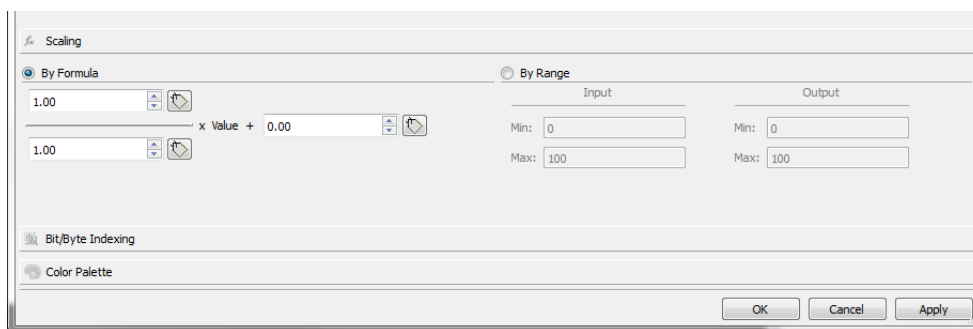 Scaling
By Formula
1.00
x Value + 0.00
1.00
By Range
Input Output
Min: 0 Min: 0
Max: 100 Max: 100
Bit/Byte Indexing
Color Palette
OK Cancel Apply